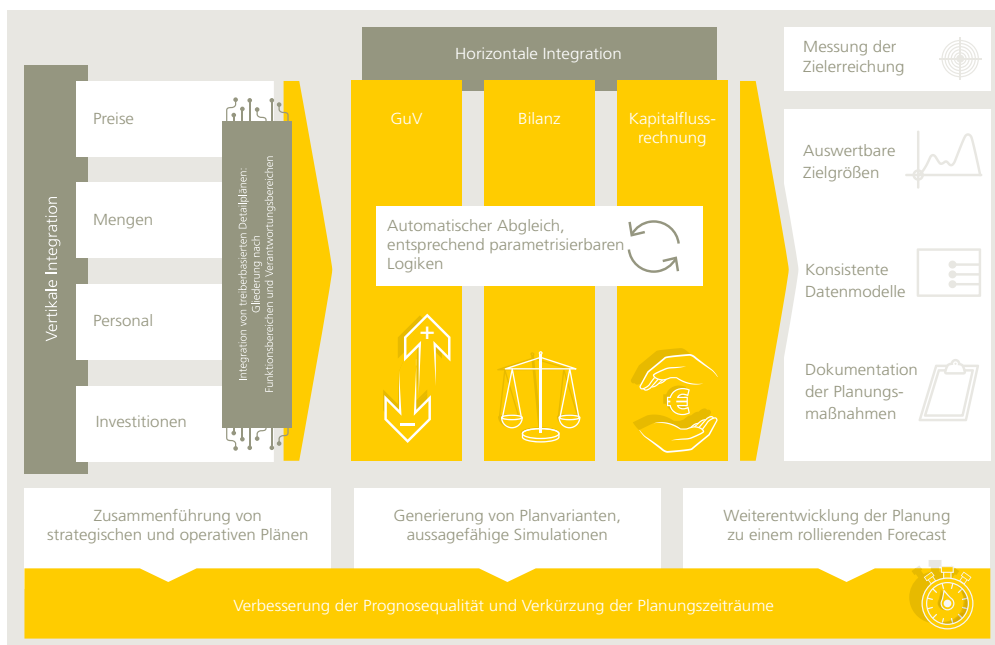 Vertikale Integration
Preise
Mengen
Personal
Investitionen
Integration von treiberbasierten Detailplänen:
Gliederung nach
Funktionsbereichen und Verantwortungsbereichen
Horizontale Integration
GuV
Bilanz
Kapitalfluss-
rechnung
Automatischer Abgleich,
entsprechend parametrisierbaren
Logiken
Messung der
Zielerreichung
Auswertbare
Zielgrößen
Konsistente
Datenmodelle
Dokumentation
der Planungs-
maßnahmen
Zusammenführung von
strategischen und operativen Plänen
Generierung von Planvarianten,
aussagefähige Simulationen
Weiterentwicklung der Planung
zu einem rollierenden Forecast
Verbesserung der Prognosequalität und Verkürzung der Planungszeiträume